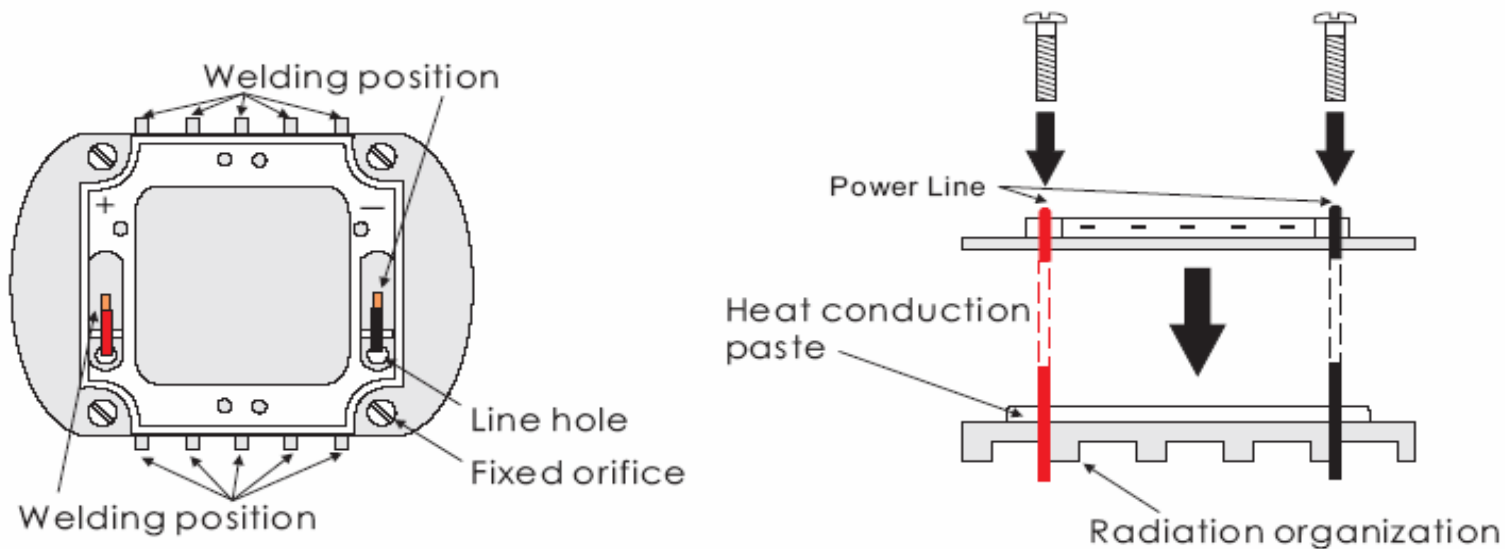 Welding position
+
—
Line hole
Fixed orifice
Welding position
Power Line
Heat conduction
paste
Radiation organization